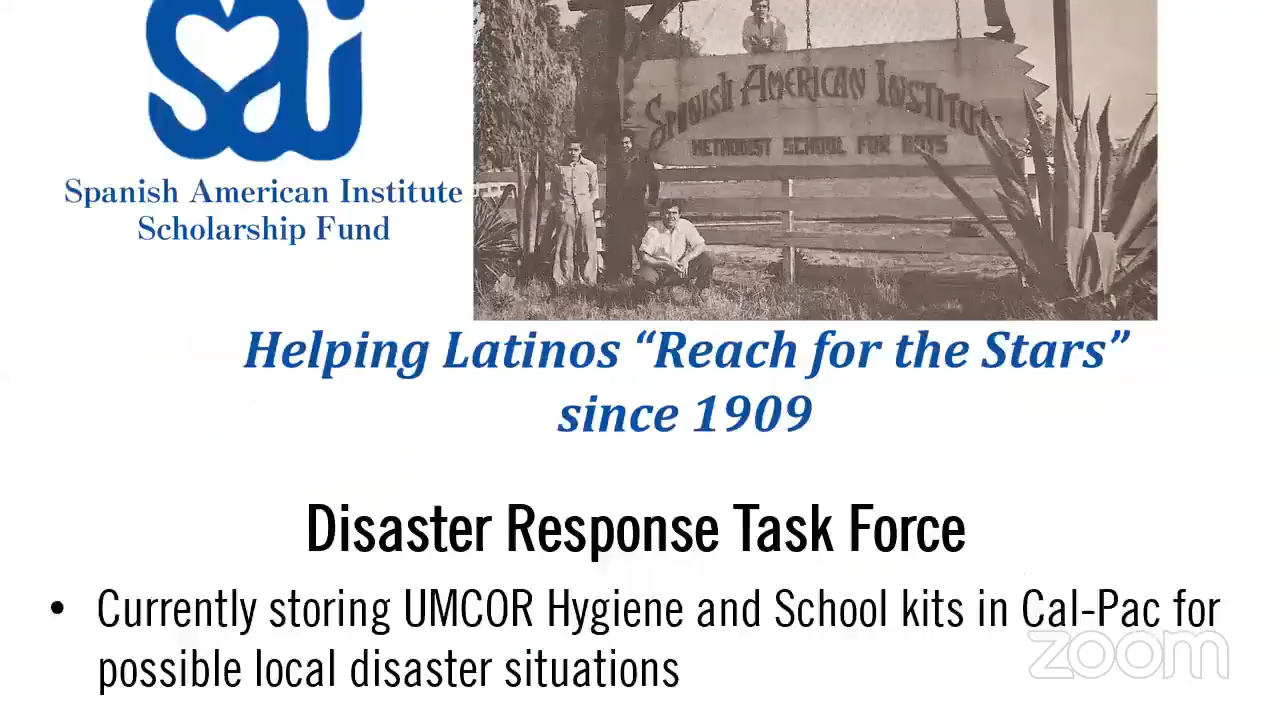 sai
Spanish American Institute
Scholarship Fund
SPANISH AMERICAN INSTITUTE
METHODIST SCHOOL FOR BOYS
Helping Latinos “Reach for the Stars”
since 1909
Disaster Response Task Force
• Currently storing UMCOR Hygiene and School kits in Cal-Pac for
possible local disaster situations
zoom